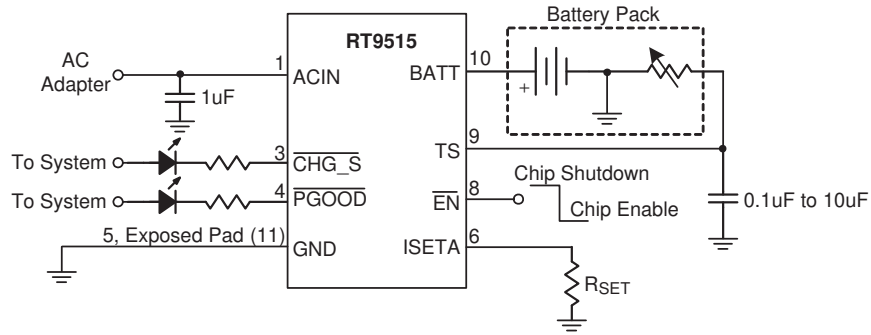 Battery Pack
RT9515
AC
Adapter
1
ACIN
1uF
BATT
10
+
To System
3
CHG_S
TS
9
To System
4
PGOOD
EN
8
Chip Shutdown
Chip Enable
0.1uF to 10uF
5, Exposed Pad (11)
GND
ISETA
6
RSET